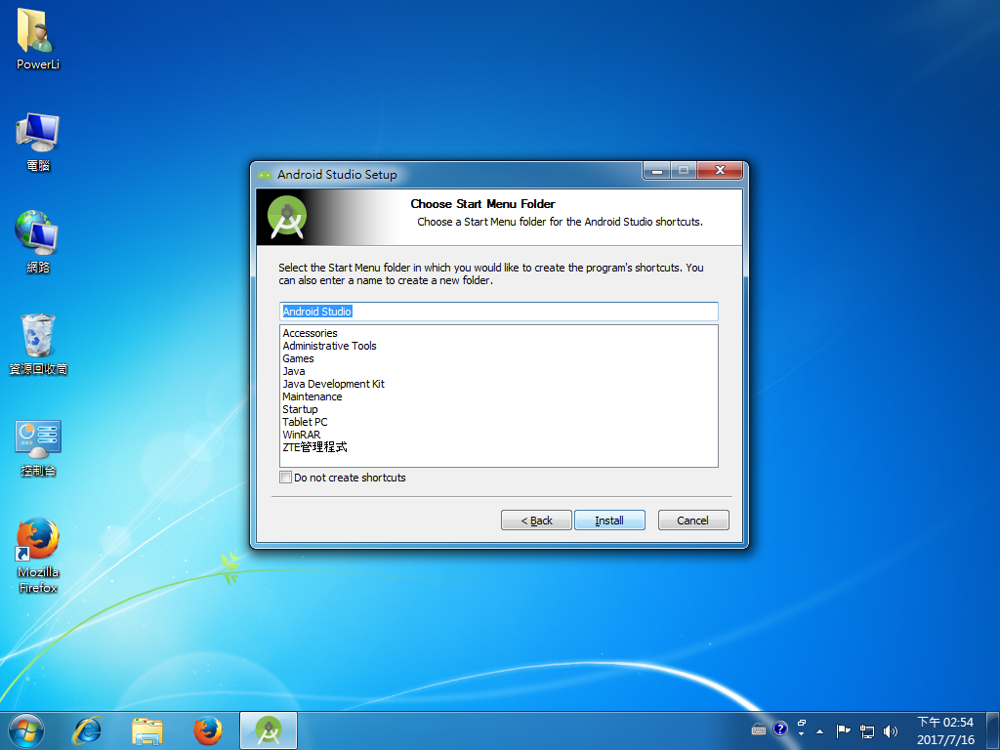 PowerLi
電腦
網路
資源回收筒
控制台
Mozilla
Firefox
Android Studio Setup
Choose Start Menu Folder
Choose a Start Menu folder for the Android Studio shortcuts.
Select the Start Menu folder in which you would like to create the program's shortcuts. You
can also enter a name to create a new folder.
Android Studio
Accessories
Administrative Tools
Games
Java
Java Development Kit
Maintenance
Startup
Tablet PC
WinRAR
ZTE管理程式
Do not create shortcuts
< Back
Install
Cancel
下午 02:54
2017/7/16